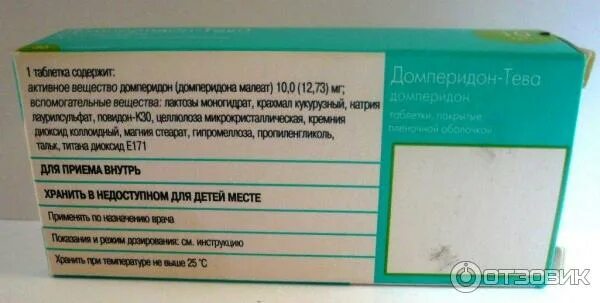 1 таблетка содержит:
активное вещество домперидон (домперидона малеат) 10,0 (12,73) мг;
вспомогательные вещества: лактозы моногидрат, крахмал кукурузный, натрия
лаурилсульфат, повидон-К30, целлюлоза микрокристаллическая, кремния
диоксид коллоидный, магния стеарат, гипромеллоза, пропиленгликоль,
тальк, титана диоксид Е171
ДЛЯ ПРИЕМА ВНУТРЬ
ХРАНИТЬ В НЕДОСТУПНОМ ДЛЯ ДЕТЕЙ МЕСТЕ
Применять по назначению врача
Показания и режим дозирования: см. инструкцию
Хранить при температуре не выше 25 °С
Домперидон-Тева
домперидон
таблетки, покрытые
пленочной оболочкой
ОТЗОВИК